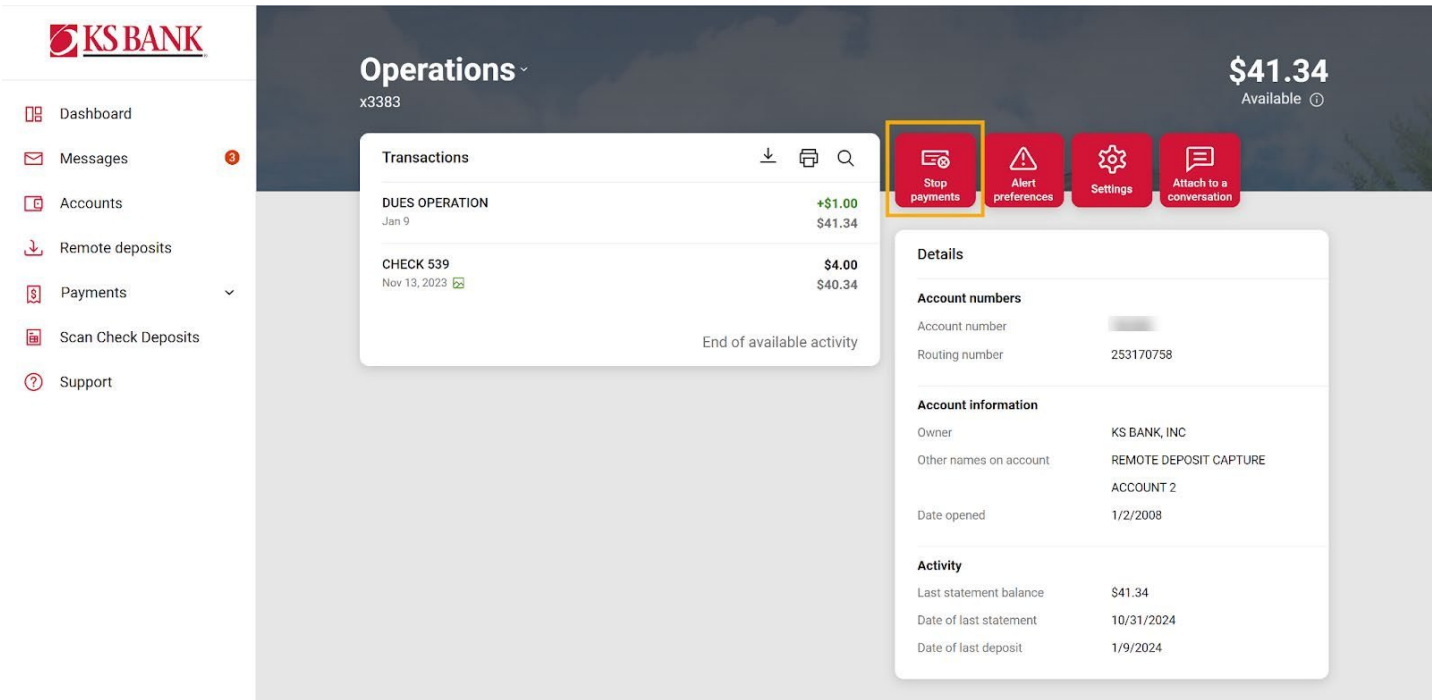 KS BANK
Dashboard
Messages 3
Accounts
Remote deposits
Payments
Scan Check Deposits
Support
Operations
x3383
$41.34
Available
Transactions
DUES OPERATION +$1.00
Jan 9 $41.34
CHECK 539 $4.00
Nov 13, 2023 $40.34
End of available activity
Stop
payments
Alert
preferences
Settings
Attach to a
conversation
Details
Account numbers
Account number
Routing number 253170758
Account information
Owner KS BANK, INC
Other names on account REMOTE DEPOSIT CAPTURE
ACCOUNT 2
Date opened 1/2/2008
Activity
Last statement balance $41.34
Date of last statement 10/31/2024
Date of last deposit 1/9/2024